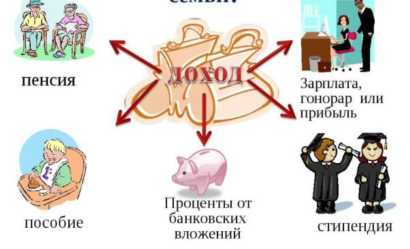 семьи?
ДОХОД
пенсия
Зарплата,
гонорар или
прибыль
пособие
Проценты от
банковских
вложений
стипендия